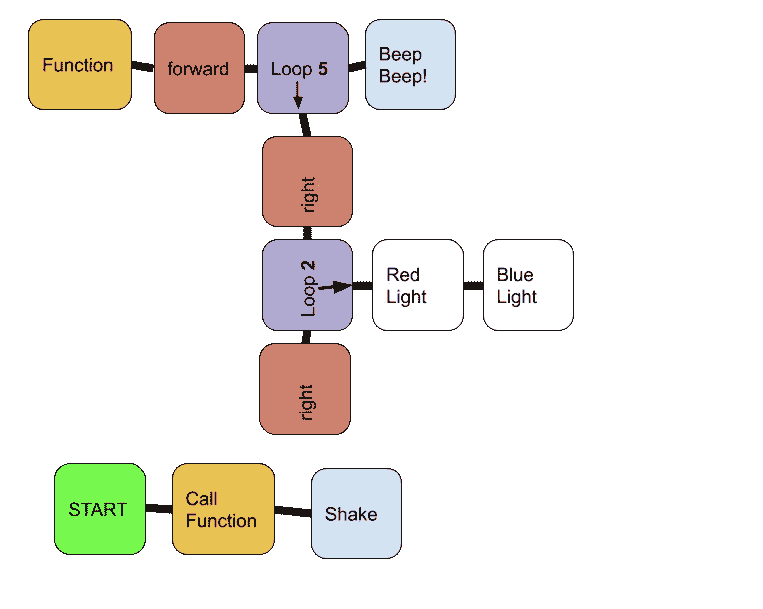 Function
forward
Loop 5
Beep
Beep!
right
Loop 2
Red
Light
Blue
Light
right
START
Call
Function
Shake